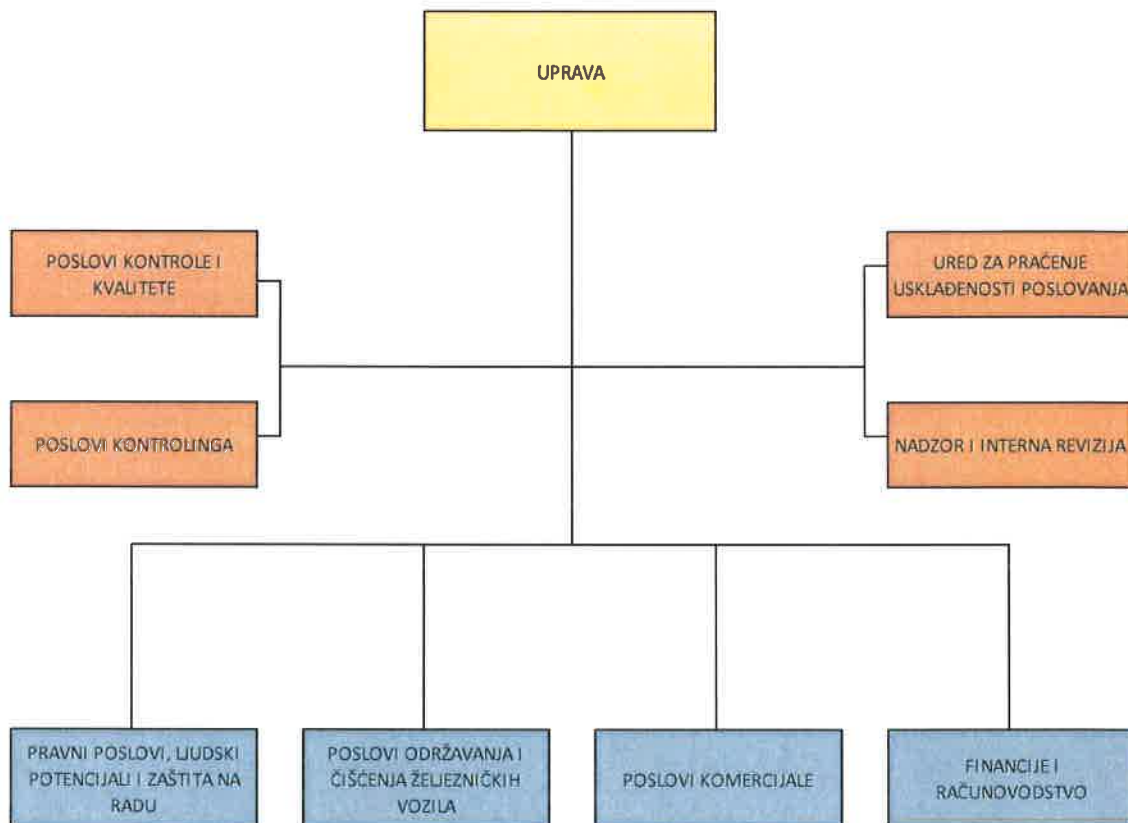 UPRAVA
POSLOVI KONTROLE I
KVALITETE
URED ZA PRAĆENJE
USKLAĐENOSTI POSLOVANJA
POSLOVI KONTROLINGA
NADZOR I INTERNA REVIZIJA
PRAVNI POSLOVI, LJUDSKI
POTENCIJALI I ZAŠTITA NA
RADU
POSLOVI ODRŽAVANJA I
ČIŠĆENJA ŽELJEZNIČKIH
VOZILA
POSLOVI KOMERCIJALE
FINANCIJE I
RAČUNOVODSTVO